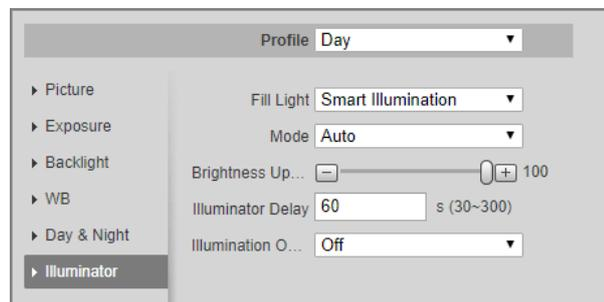 Profile Day
Picture
Exposure
Backlight
WB
Day & Night
Illuminator
Fill Light Smart Illumination
Mode Auto
Brightness Up... 100
Illuminator Delay 60 s (30~300)
Illumination O... Off